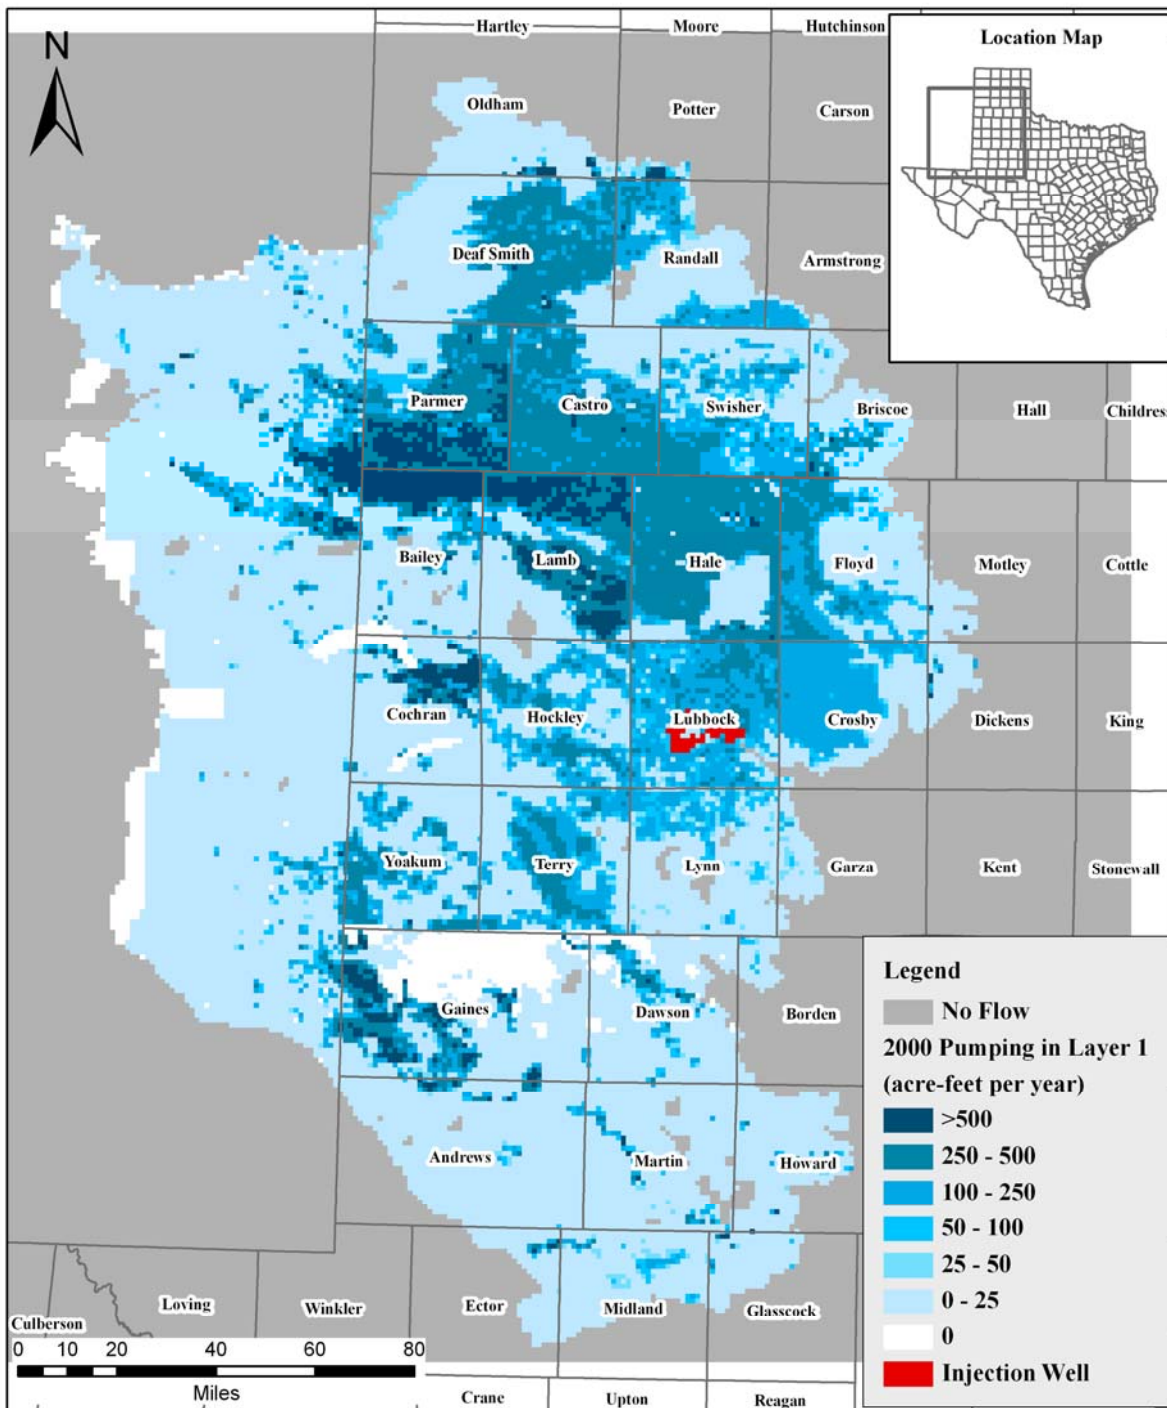 Hartley
Moore
Hutchinson
Location Map
N
Oldham
Potter
Carson
Deaf Smith
Randall
Armstrong
Parmer
Castro
Swisher
Briscoe
Hall
Childress
Bailey
Lamb
Hale
Floyd
Motley
Cottle
Cochran
Hockley
Lubbock
Crosby
Dickens
King
Yoakum
Terry
Lynn
Garza
Kent
Stonewall
Gaines
Dawson
Borden
Andrews
Martin
Howard
Culberson
Loving
Winkler
Ector
Midland
Glasscock
Crane
Upton
Reagan
0 10 20 40 60 80
Miles
Legend
No Flow
2000 Pumping in Layer 1
(acre-feet per year)
>500
250 - 500
100 - 250
50 - 100
25 - 50
0 - 25
0
Injection Well